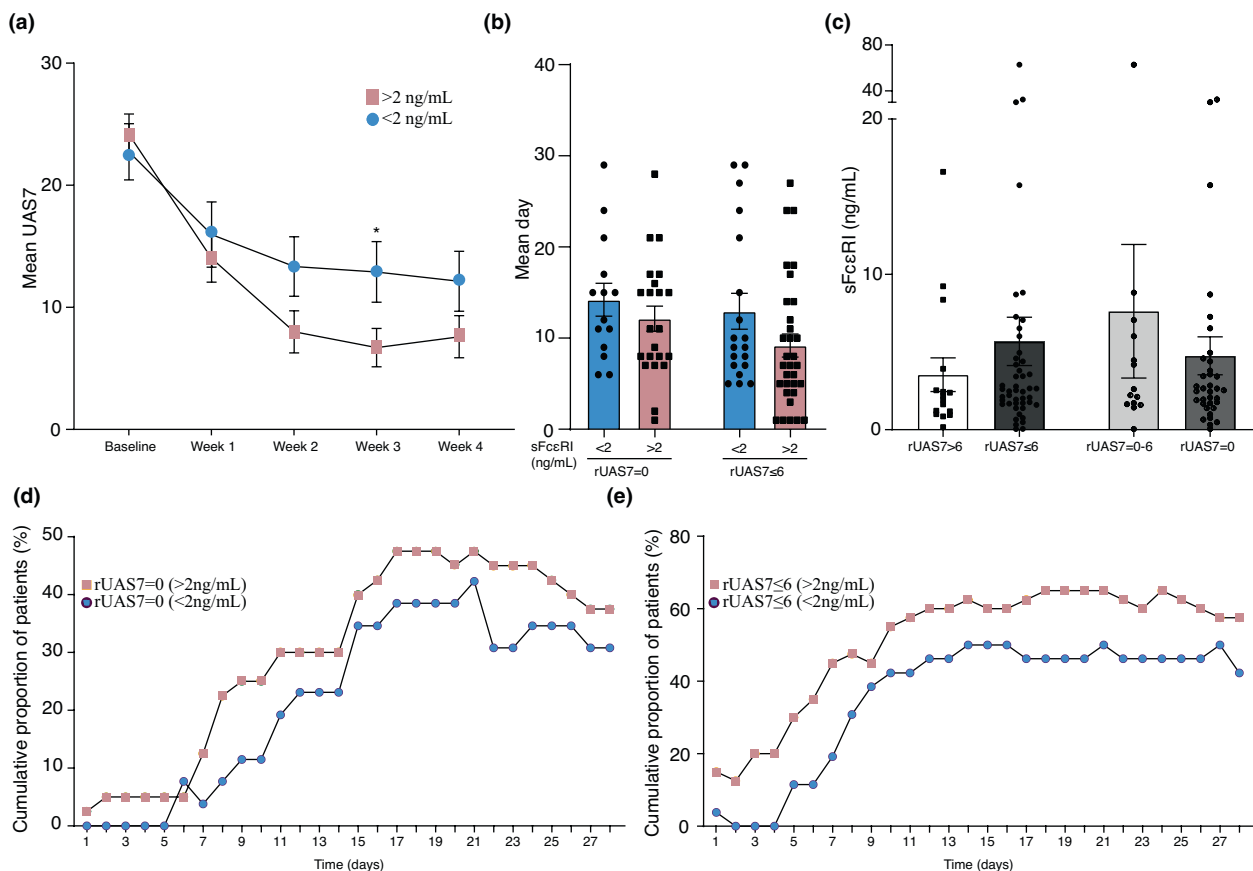 (a)
Mean UAS7
30
20
10
0
>2 ng/mL
<2 ng/mL
*
Baseline Week 1 Week 2 Week 3 Week 4
(b)
Mean day
40
30
20
10
0
sFcεRI <2 >2 <2 >2
(ng/mL) rUAS7=0 rUAS7≤6
(c)
sFcεRI (ng/mL)
80
60
40
30
20
10
0
rUAS7>6 rUAS7≤6 rUAS7=0-6 rUAS7=0
(d)
Cumulative proportion of patients (%)
50
40
30
20
10
0
rUAS7=0 (>2ng/mL)
rUAS7=0 (<2ng/mL)
1 3 5 7 9 11 13 15 17 19 21 23 25 27
Time (days)
(e)
Cumulative proportion of patients (%)
80
60
40
20
0
rUAS7≤6 (>2ng/mL)
rUAS7≤6 (<2ng/mL)
1 3 5 7 9 11 13 15 17 19 21 23 25 27
Time (days)